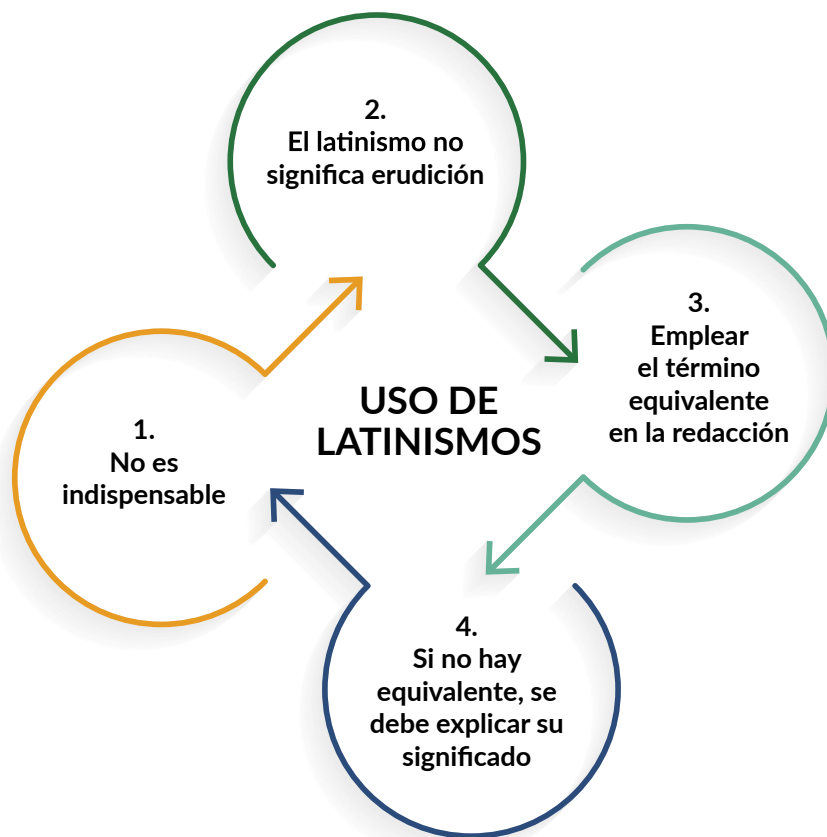 USO DE
LATINISMOS
1.
No es
indispensable
2.
El latinismo no
significa erudición
3.
Emplear
el término
equivalente
en la redacción
4.
Si no hay
equivalente, se
debe explicar su
significado